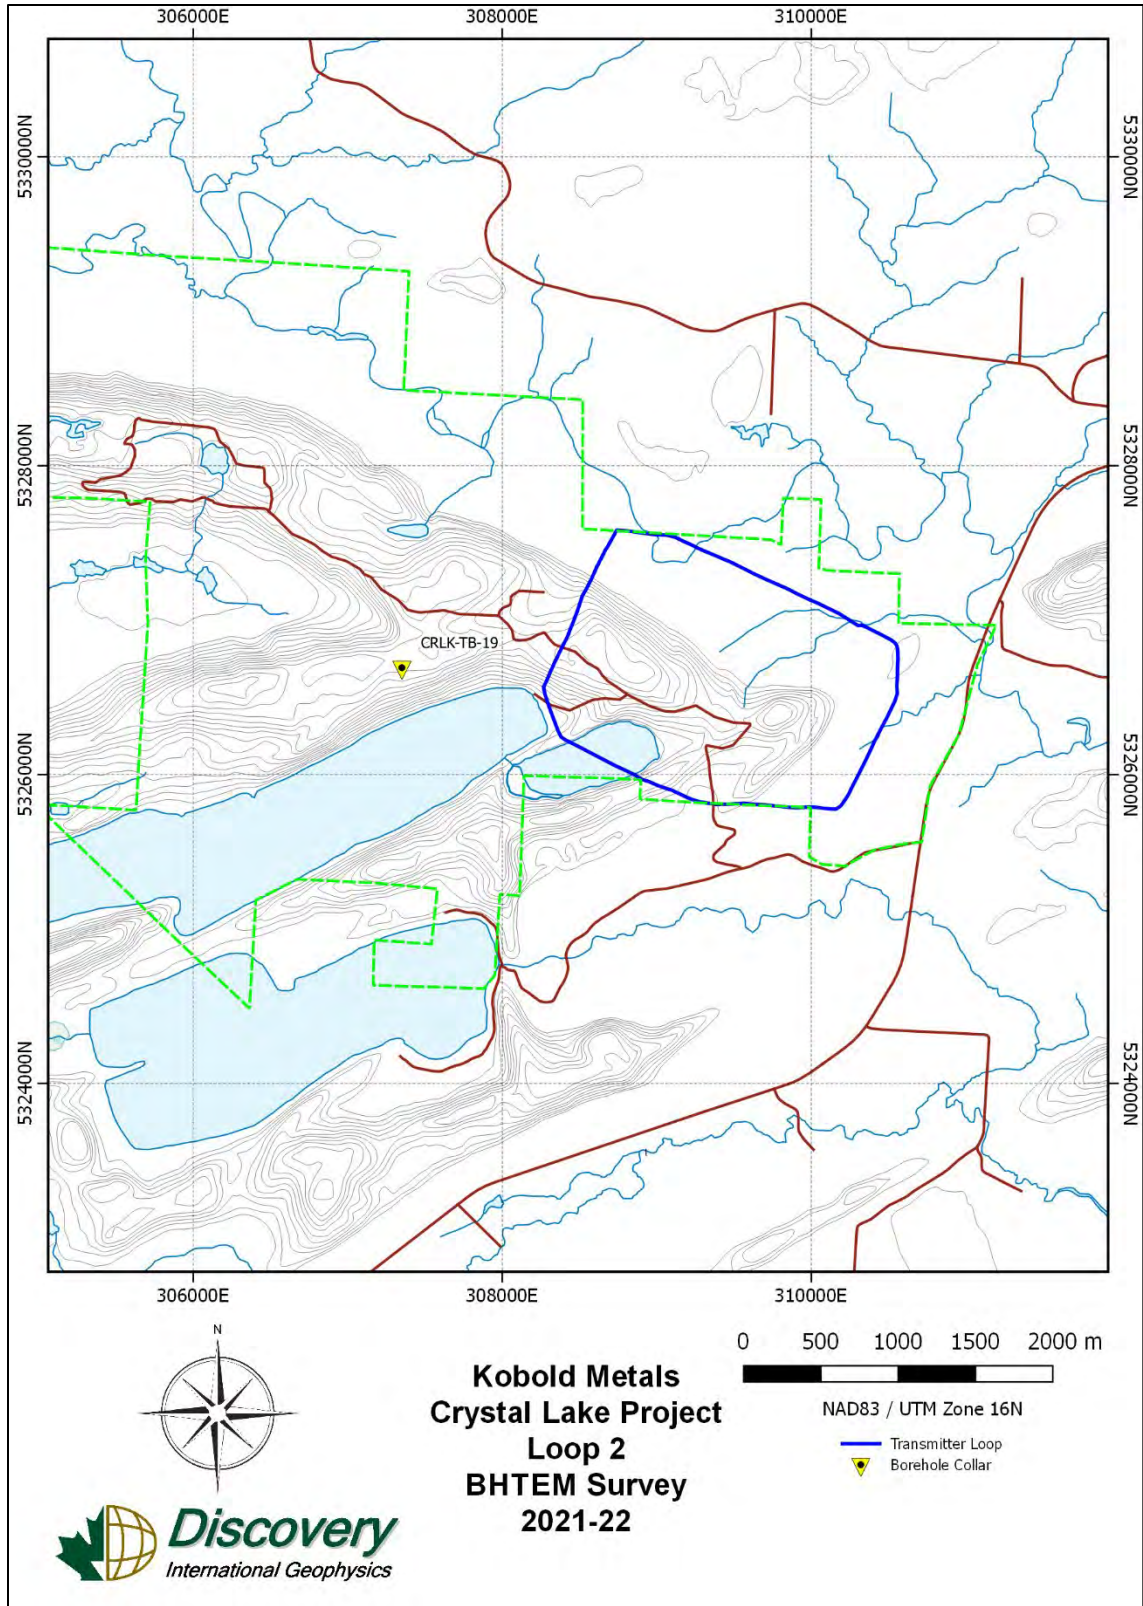 306000E 308000E 310000E
5330000N 5330000N
5328000N 5328000N
CRLK-TB-19
5326000N 5326000N
5324000N 5324000N
306000E 308000E 310000E
N
Kobold Metals
Crystal Lake Project
Loop 2
BHTEM Survey
2021-22
0 500 1000 1500 2000 m
NAD83 / UTM Zone 16N
Transmitter Loop
Borehole Collar
Discovery
International Geophysics